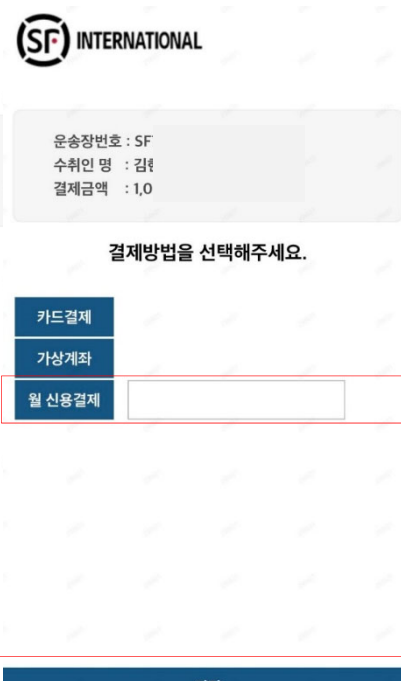 SF INTERNATIONAL
운송장번호 : SF
수취인 명 : 김
결제금액 : 1,0
결제방법을 선택해주세요.
카드결제
가상계좌
월 신용결제